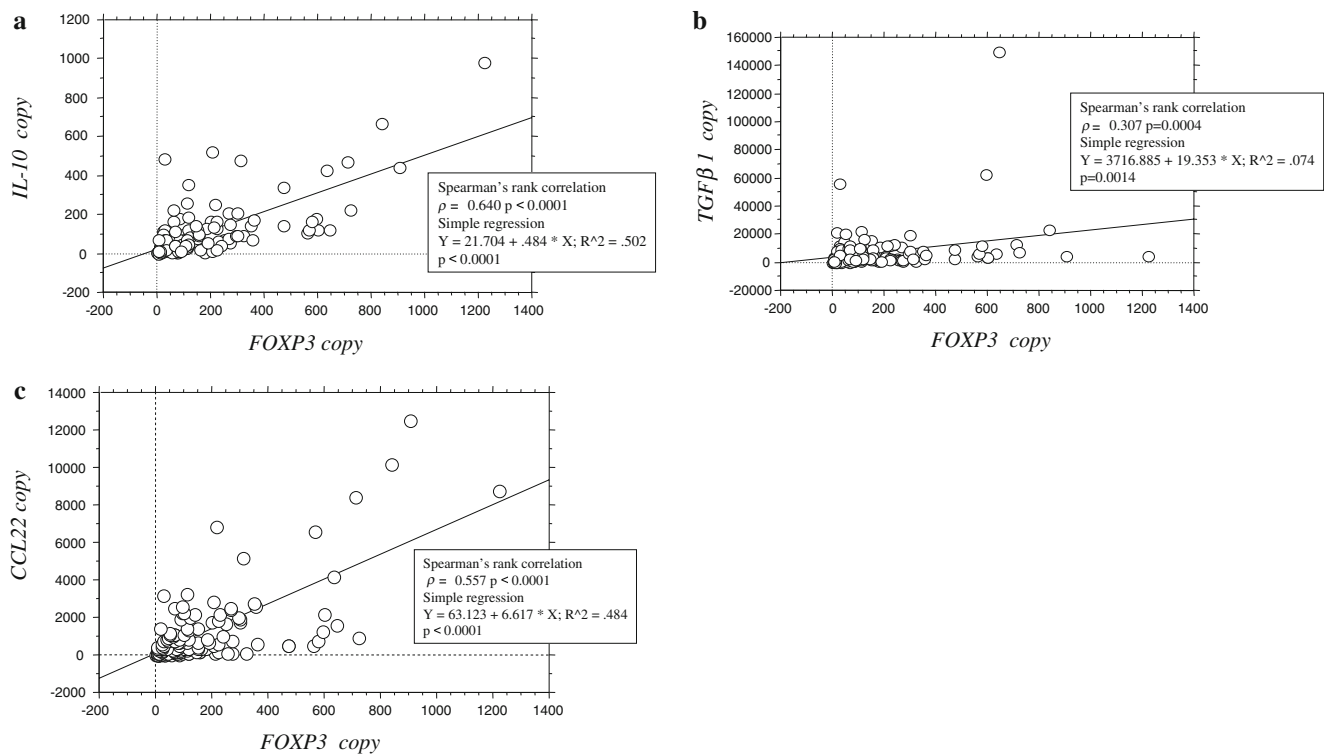 a
1200
1000
800
600
400
200
0
-200
IL-10 copy
-200 0 200 400 600 800 1000 1200 1400
FOXP3 copy
Spearman's rank correlation
ρ = 0.640 p < 0.0001
Simple regression
Y = 21.704 + .484 * X; R^2 = .502
p < 0.0001
b
160000
140000
120000
100000
80000
60000
40000
20000
0
-20000
TGFβ 1 copy
-200 0 200 400 600 800 1000 1200 1400
FOXP3 copy
Spearman's rank correlation
ρ = 0.307 p=0.0004
Simple regression
Y = 3716.885 + 19.353 * X; R^2 = .074
p=0.0014
c
14000
12000
10000
8000
6000
4000
2000
0
-2000
CCL22 copy
-200 0 200 400 600 800 1000 1200 1400
FOXP3 copy
Spearman's rank correlation
ρ = 0.557 p < 0.0001
Simple regression
Y = 63.123 + 6.617 * X; R^2 = .484
p < 0.0001